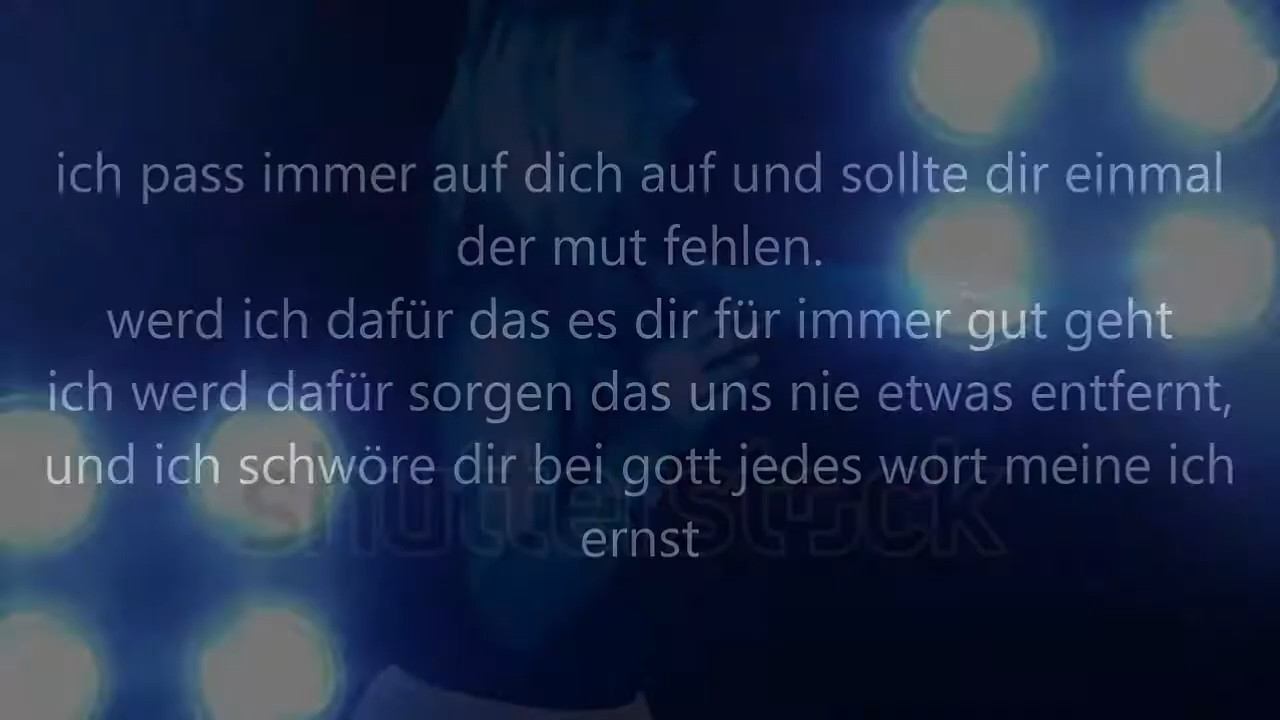 ich pass immer auf dich auf und sollte dir einmal
der mut fehlen.
werd ich dafür das es dir für immer gut geht
ich werd dafür sorgen das uns nie etwas entfernt,
und ich schwöre dir bei gott jedes wort meine ich
ernst
shutterstock